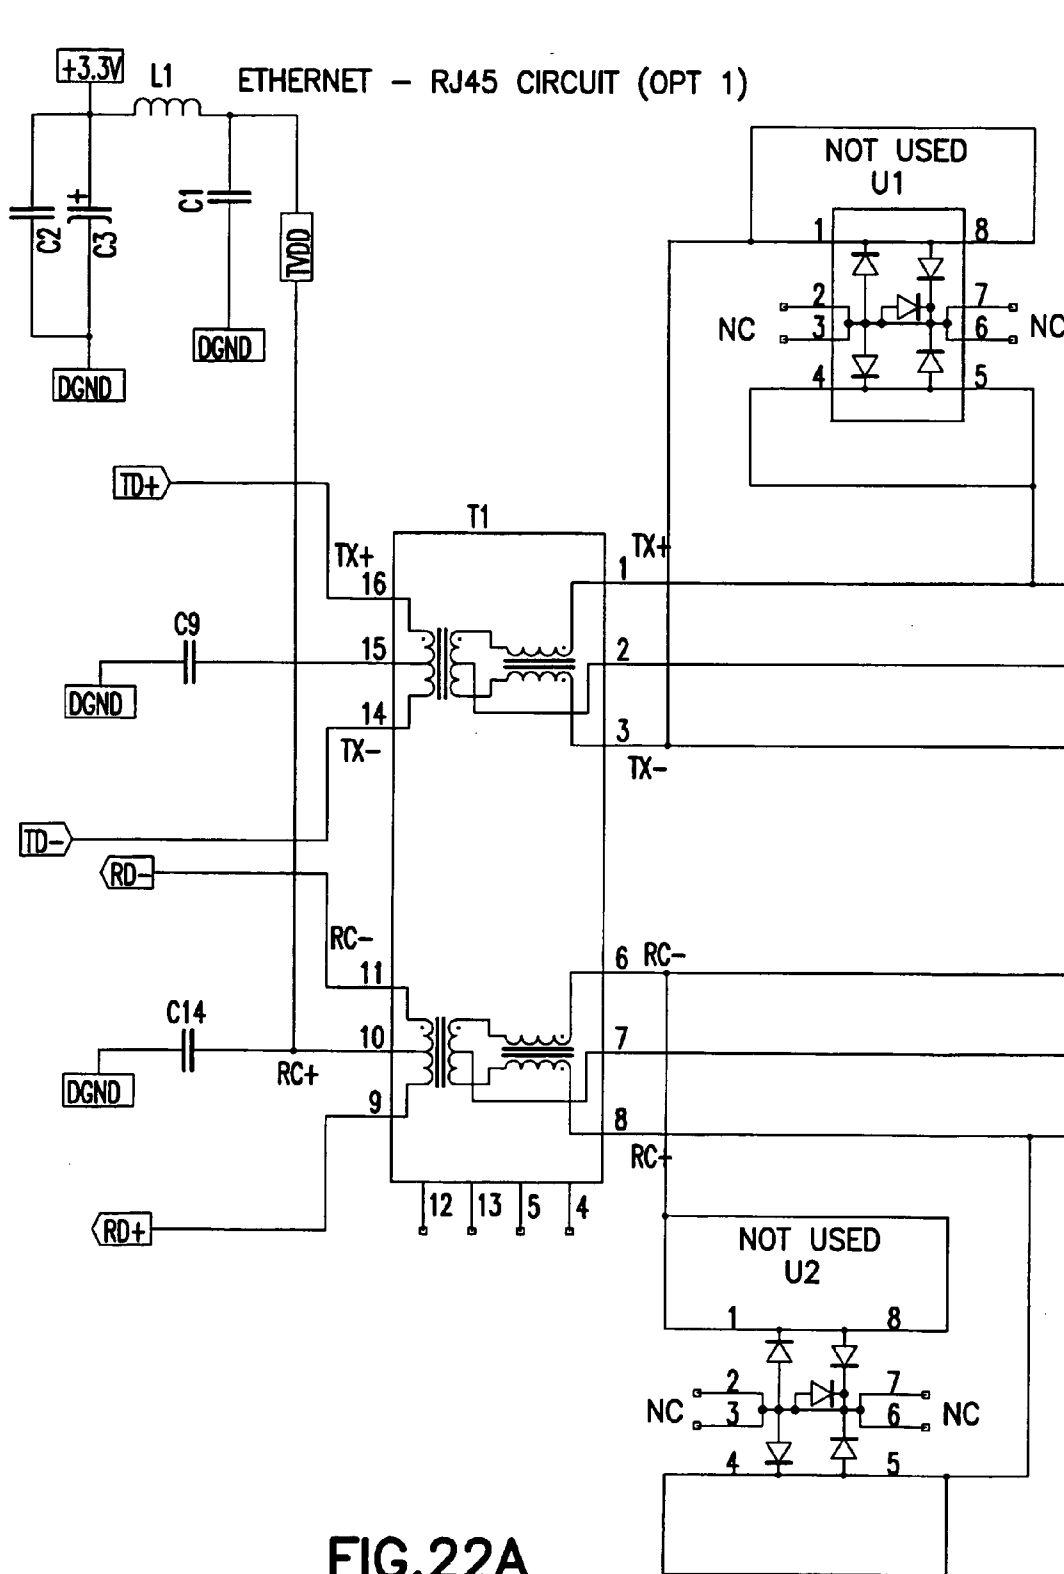 +3.3V
L1
ETHERNET – RJ45 CIRCUIT (OPT 1)
C2
+
C3
C1
TVDD
DGND
DGND
NOT USED
U1
1
8
2
7
NC
3
6
NC
4
5
TD+
T1
TX+
16
TX+
1
C9
15
2
DGND
14
3
TX-
TX-
TD-
RD-
RC-
11
6
RC-
C14
10
7
RC+
DGND
9
8
RC+
12
13
5
4
RD+
NOT USED
U2
1
8
2
7
NC
3
6
NC
4
5
FIG.22A